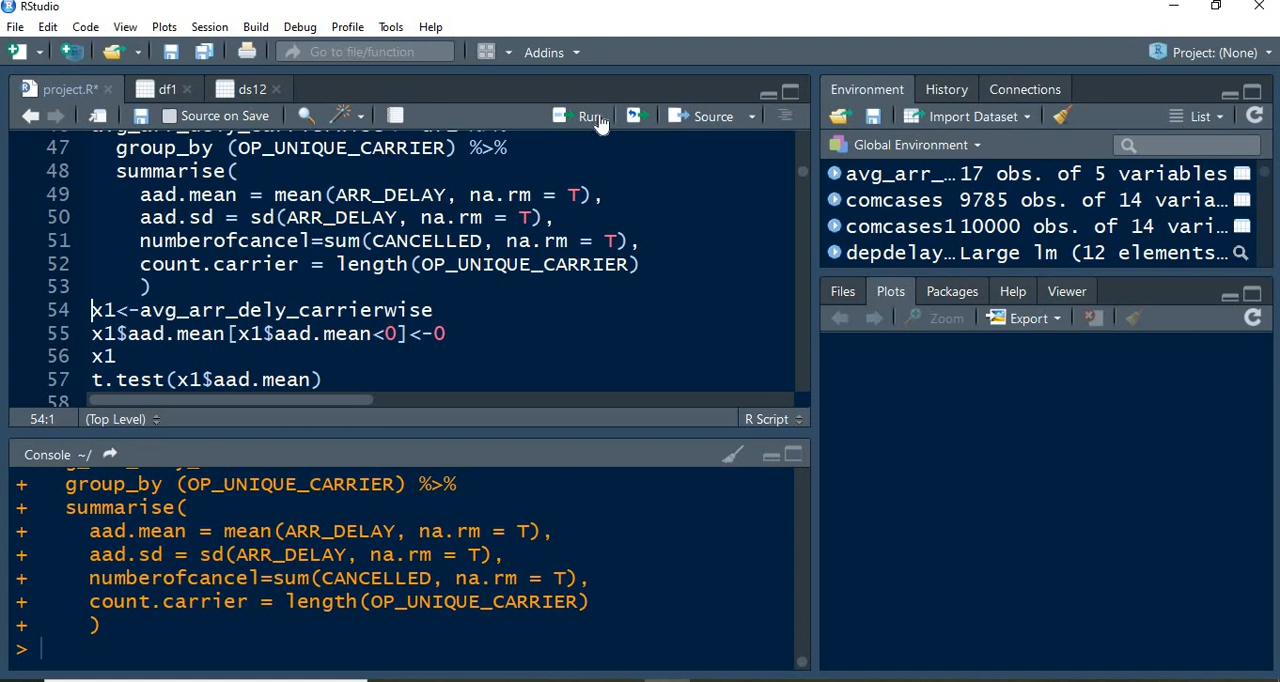 RStudio
File Edit Code View Plots Session Build Debug Profile Tools Help
Go to file/function Addins Project: (None)
project.R* df1 ds12
Source on Save Run Source
47 group_by (OP_UNIQUE_CARRIER) %>%
48 summarise(
49 aad.mean = mean(ARR_DELAY, na.rm = T),
50 aad.sd = sd(ARR_DELAY, na.rm = T),
51 numberofcancel=sum(CANCELLED, na.rm = T),
52 count.carrier = length(OP_UNIQUE_CARRIER)
53 )
54 x1<-avg_arr_dely_carrierwise
55 x1$aad.mean[x1$aad.mean<0]<-0
56 x1
57 t.test(x1$aad.mean)
58
54:1 (Top Level) R Script
Console ~/
+ group_by (OP_UNIQUE_CARRIER) %>%
+ summarise(
+ aad.mean = mean(ARR_DELAY, na.rm = T),
+ aad.sd = sd(ARR_DELAY, na.rm = T),
+ numberofcancel=sum(CANCELLED, na.rm = T),
+ count.carrier = length(OP_UNIQUE_CARRIER)
+ )
>
Environment History Connections
Import Dataset List
Global Environment
avg_arr_… 17 obs. of 5 variables
comcases 9785 obs. of 14 varia…
comcases1 10000 obs. of 14 vari…
depdelay… Large lm (12 elements…
Files Plots Packages Help Viewer
Zoom Export